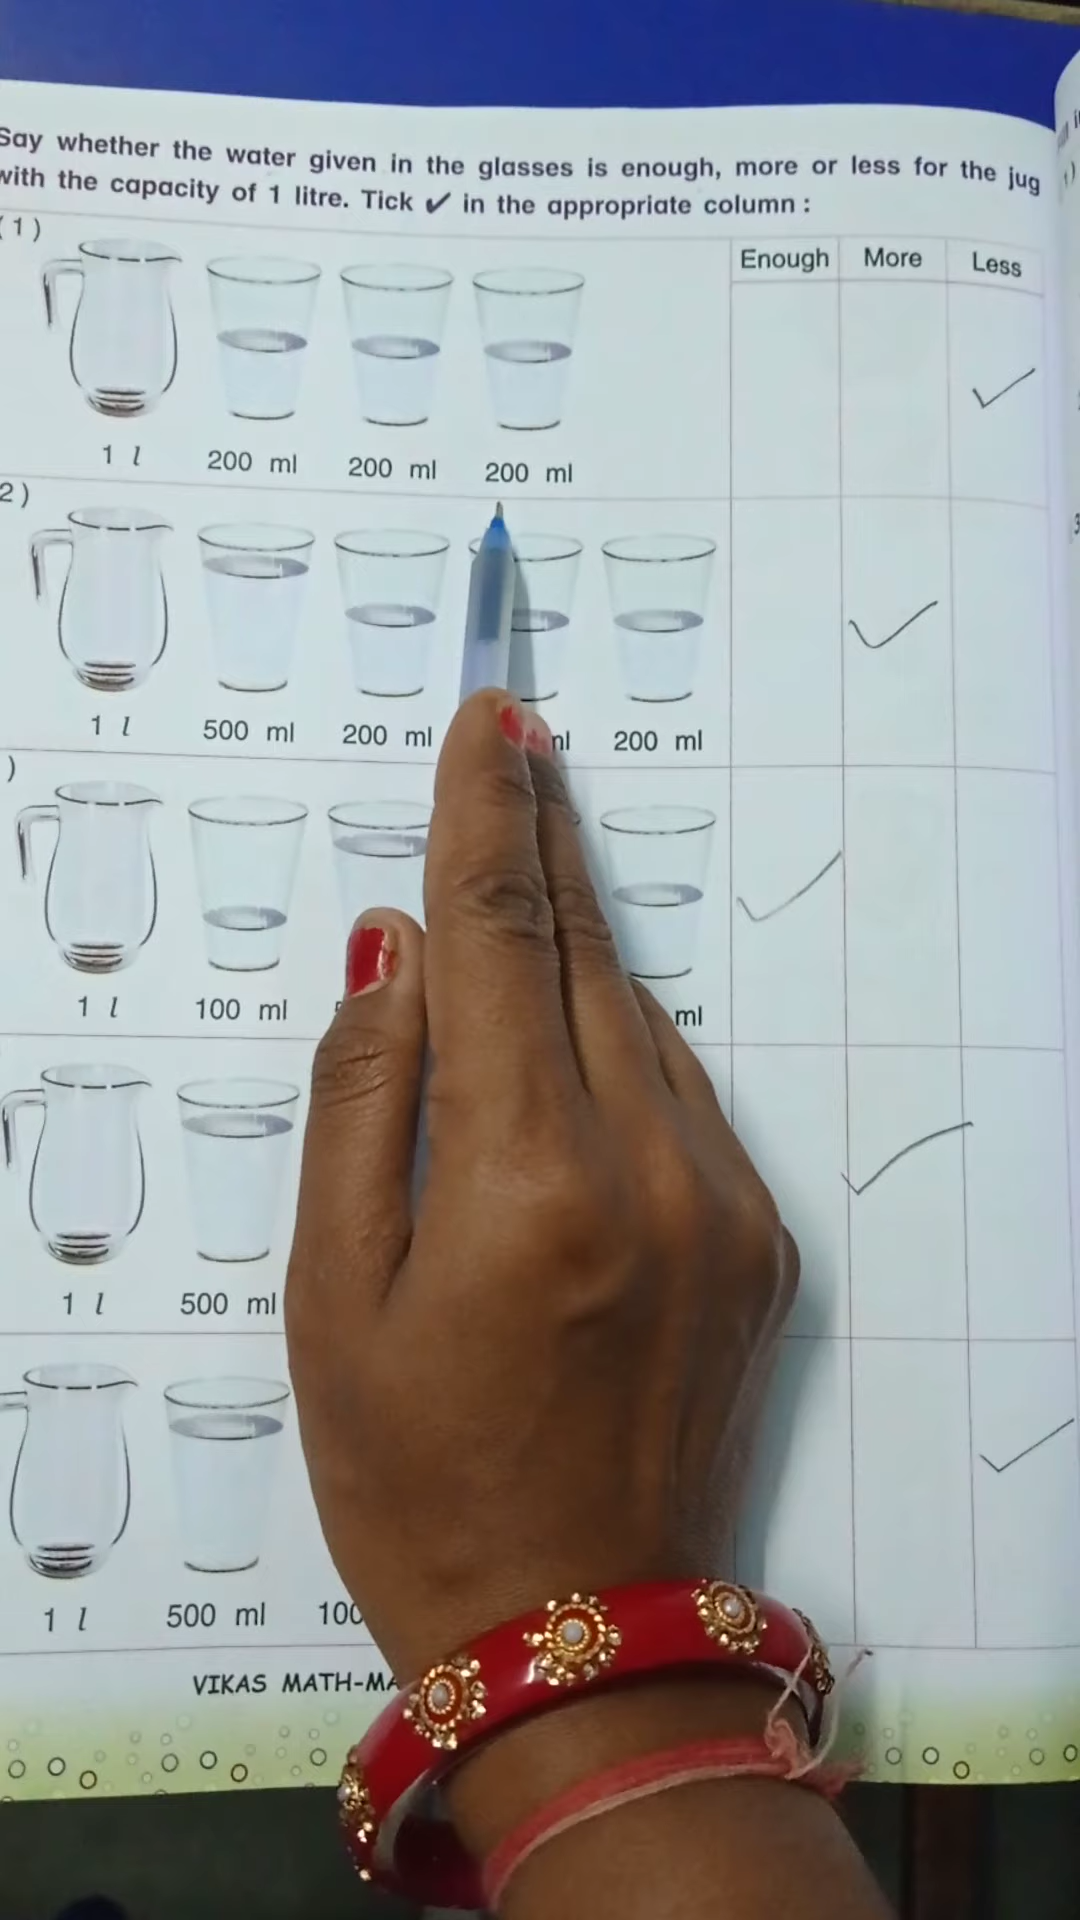 Say whether the water given in the glasses is enough, more or less for the jug
with the capacity of 1 litre. Tick ✔ in the appropriate column :
(1)
Enough More Less
✓
1 l 200 ml 200 ml 200 ml
2)
✓
1 l 500 ml 200 ml ml 200 ml
)
✓
1 l 100 ml ml
✓
1 l 500 ml
✓
1 l 500 ml 100
VIKAS MATH-MA